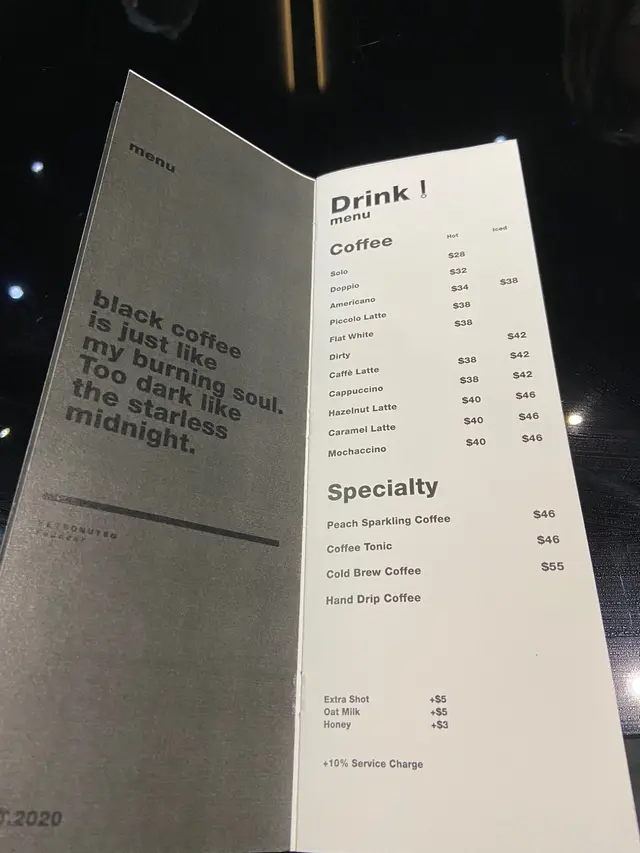 menu
black coffee
is just like
my burning soul.
Too dark like
the starless
midnight.
.2020
Drink !
menu
Coffee Hot Iced
Solo $28
Doppio $32
Americano $34 $38
Piccolo Latte $38
Flat White $38
Dirty $42
Caffè Latte $38 $42
Cappuccino $38 $42
Hazelnut Latte $40 $46
Caramel Latte $40 $46
Mochaccino $40 $46
Specialty
Peach Sparkling Coffee $46
Coffee Tonic $46
Cold Brew Coffee $55
Hand Drip Coffee
Extra Shot +$5
Oat Milk +$5
Honey +$3
+10% Service Charge